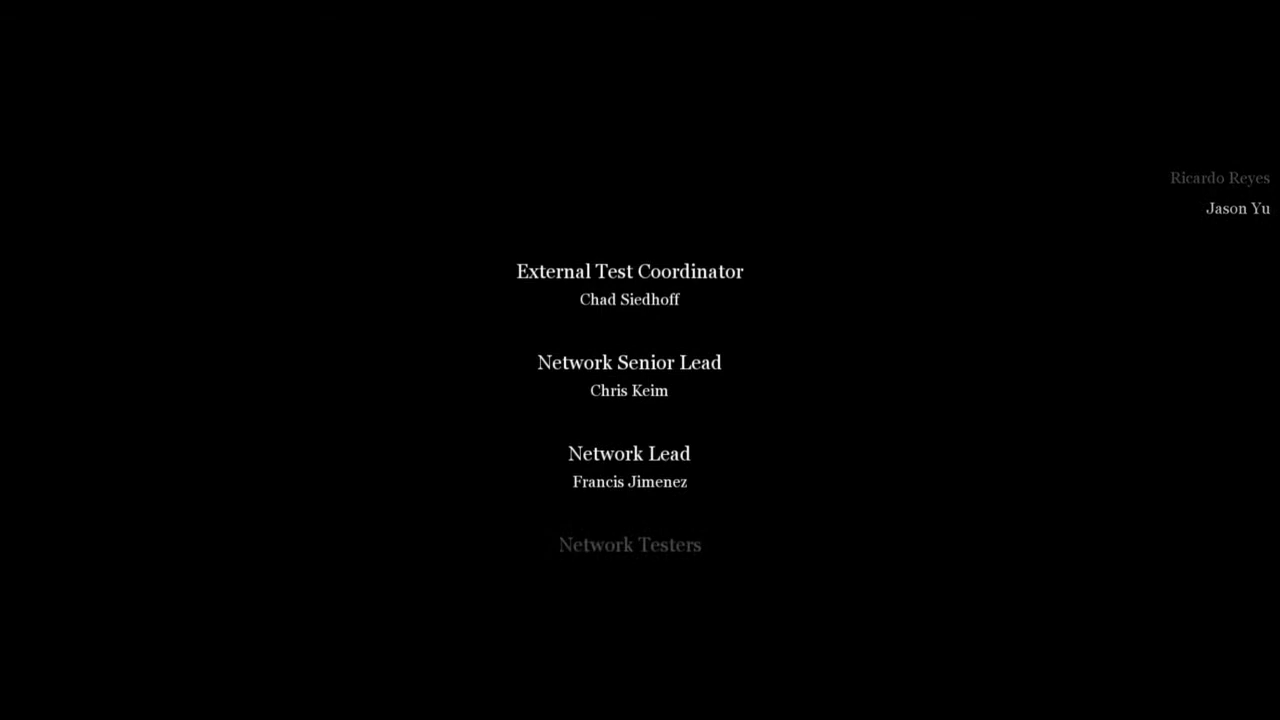 Ricardo Reyes
Jason Yu
External Test Coordinator
Chad Siedhoff
Network Senior Lead
Chris Keim
Network Lead
Francis Jimenez
Network Testers